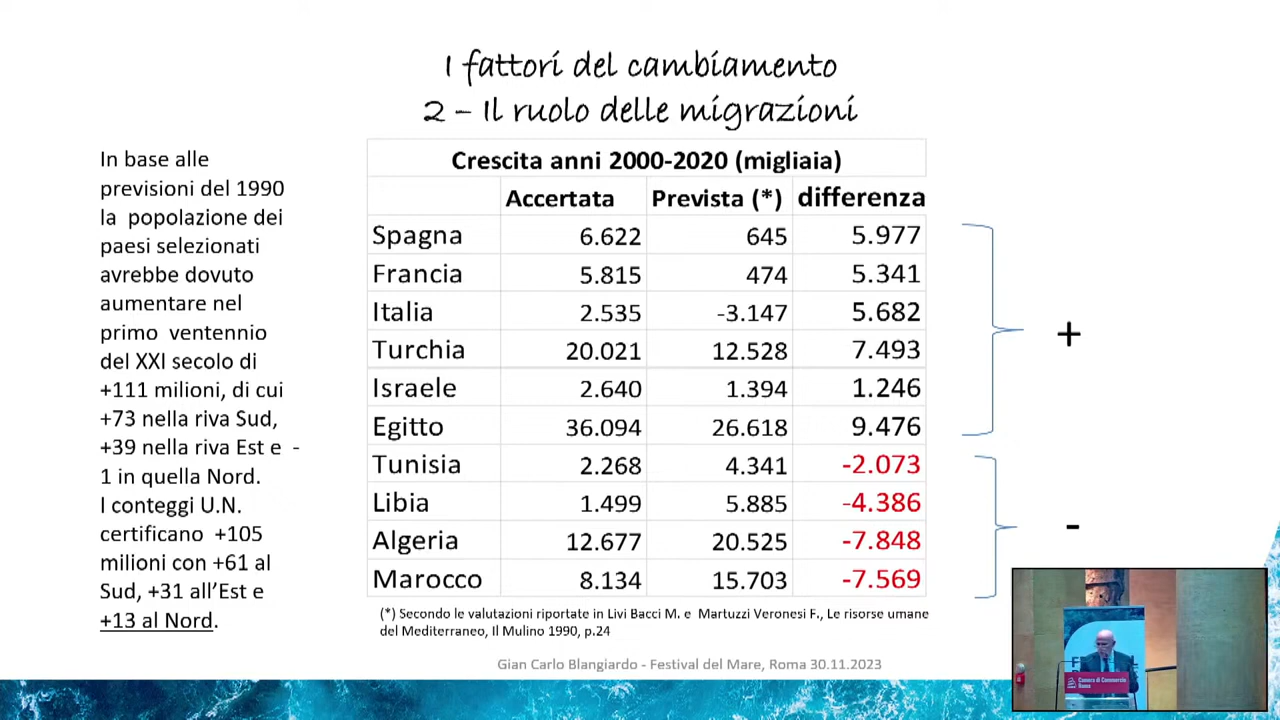 I fattori del cambiamento
2 – Il ruolo delle migrazioni
In base alle
previsioni del 1990
la popolazione dei
paesi selezionati
avrebbe dovuto
aumentare nel
primo ventennio
del XXI secolo di
+111 milioni, di cui
+73 nella riva Sud,
+39 nella riva Est e -
1 in quella Nord.
I conteggi U.N.
certificano +105
milioni con +61 al
Sud, +31 all’Est e
+13 al Nord.
Crescita anni 2000-2020 (migliaia)
Accertata Prevista (*) differenza
Spagna 6.622 645 5.977
Francia 5.815 474 5.341
Italia 2.535 -3.147 5.682
Turchia 20.021 12.528 7.493
Israele 2.640 1.394 1.246
Egitto 36.094 26.618 9.476
Tunisia 2.268 4.341 -2.073
Libia 1.499 5.885 -4.386
Algeria 12.677 20.525 -7.848
Marocco 8.134 15.703 -7.569
+
-
(*) Secondo le valutazioni riportate in Livi Bacci M. e Martuzzi Veronesi F., Le risorse umane
del Mediterraneo, Il Mulino 1990, p.24
Gian Carlo Blangiardo - Festival del Mare, Roma 30.11.2023
Camera di Commercio
Roma